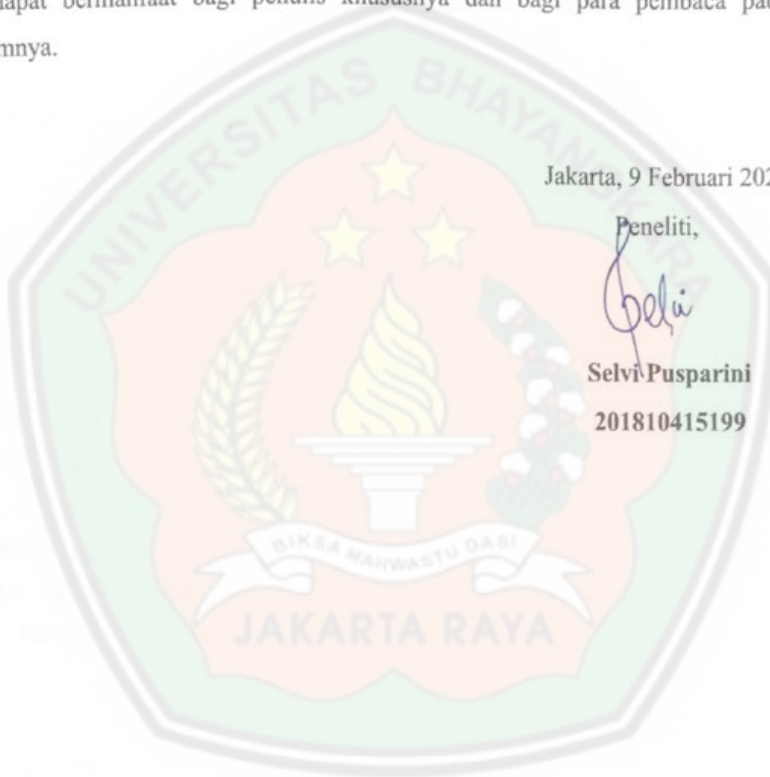 dapat bermanfaat bagi penulis khususnya dan bagi para pembaca
mnya.
Jakarta, 9 Februari 202
Peneliti,
Selvi
Selvi Pusparini
201810415199
UNIVERSITAS BHAYANGKARA
BIKSA MAHWASTU DASI
JAKARTA RAYA